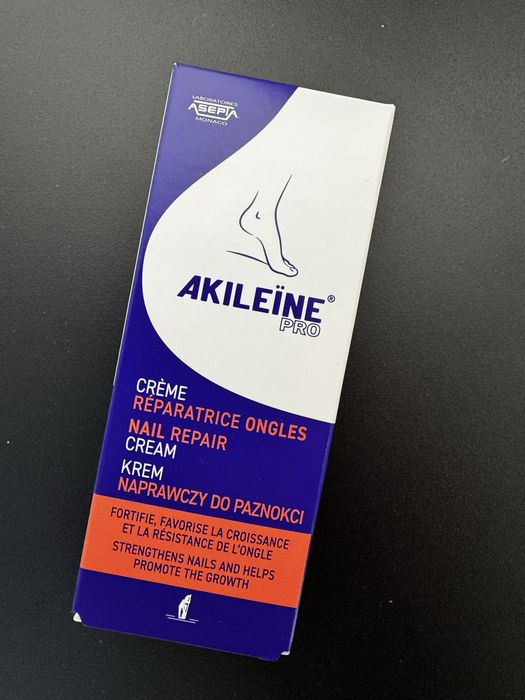 LABORATOIRES
ASEPTA
MONACO
AKILEÏNE®
PRO
CRÈME
RÉPARATRICE ONGLES
NAIL REPAIR
CREAM
KREM
NAPRAWCZY DO PAZNOKCI
FORTIFIE, FAVORISE LA CROISSANCE
ET LA RÉSISTANCE DE L'ONGLE
STRENGTHENS NAILS AND HELPS
PROMOTE THE GROWTH